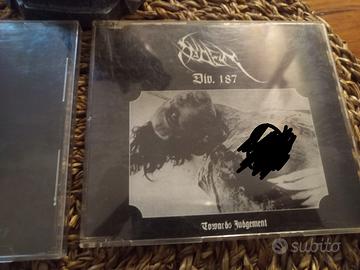 Div. 187
Towards Judgement
subito